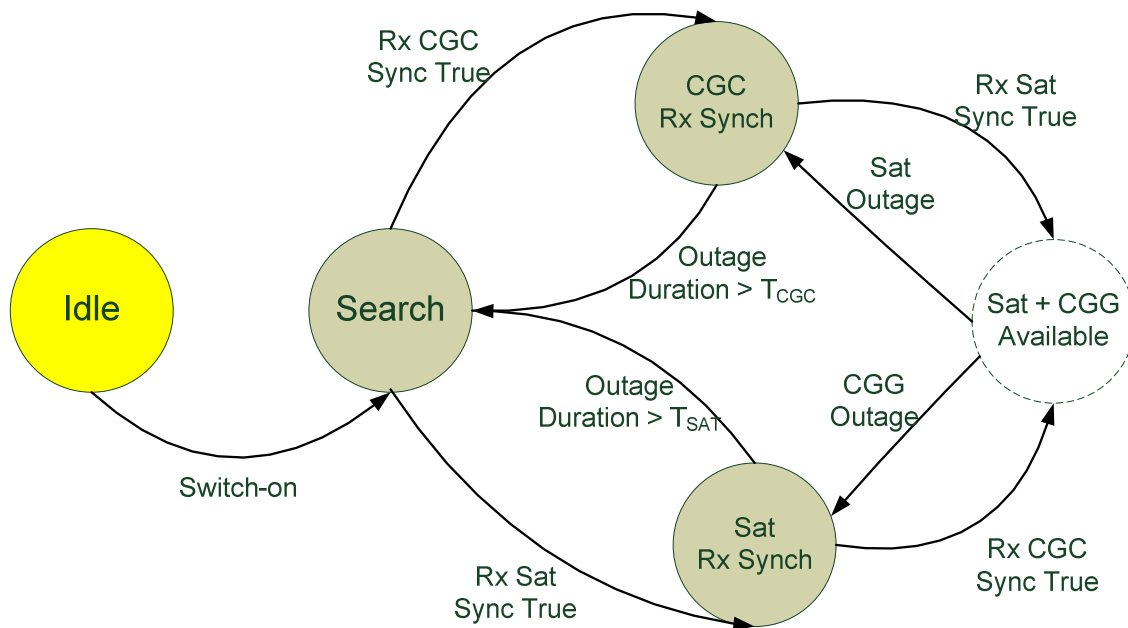 Rx CGC
Sync True
CGC
Rx Synch
Rx Sat
Sync True
Sat
Outage
Outage
Duration > TCGC
Idle
Search
Sat + CGG
Available
Outage
Duration > TSAT
CGG
Outage
Switch-on
Sat
Rx Synch
Rx Sat
Sync True
Rx CGC
Sync True